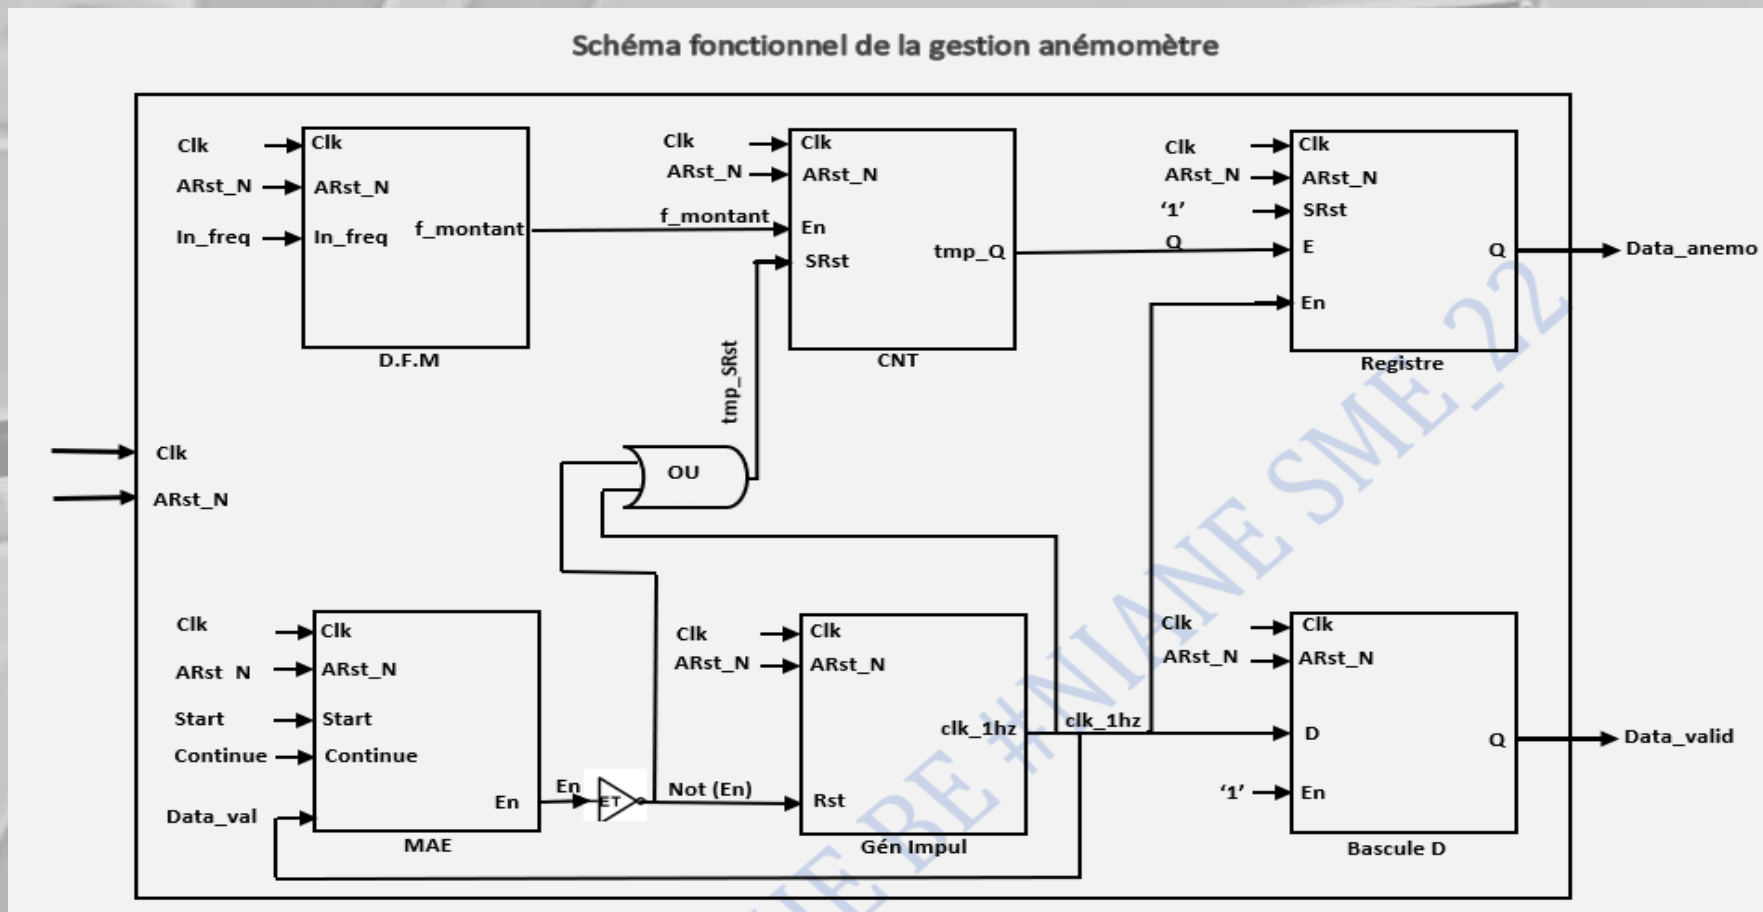 Schéma fonctionnel de la gestion anémomètre
Clk
ARst_N
In_freq
Clk
ARst_N
In_freq
f_montant
D.F.M
f_montant
Clk
ARst_N
Clk
ARst_N
En
SRst
tmp_Q
CNT
Clk
ARst_N
‘1’
Q
Clk
ARst_N
SRst
E
En
Q
Registre
Data_anemo
tmp_SRst
Clk
ARst_N
OU
Clk
ARst N
Start
Continue
Data_val
Clk
ARst_N
Start
Continue
En
MAE
En
ET
Not (En)
Clk
ARst_N
Clk
ARst_N
clk_1hz
Rst
Gén Impul
clk_1hz
Clk
ARst_N
‘1’
Clk
ARst_N
D
En
Q
Bascule D
Data_valid
BE #NIANE SME_22